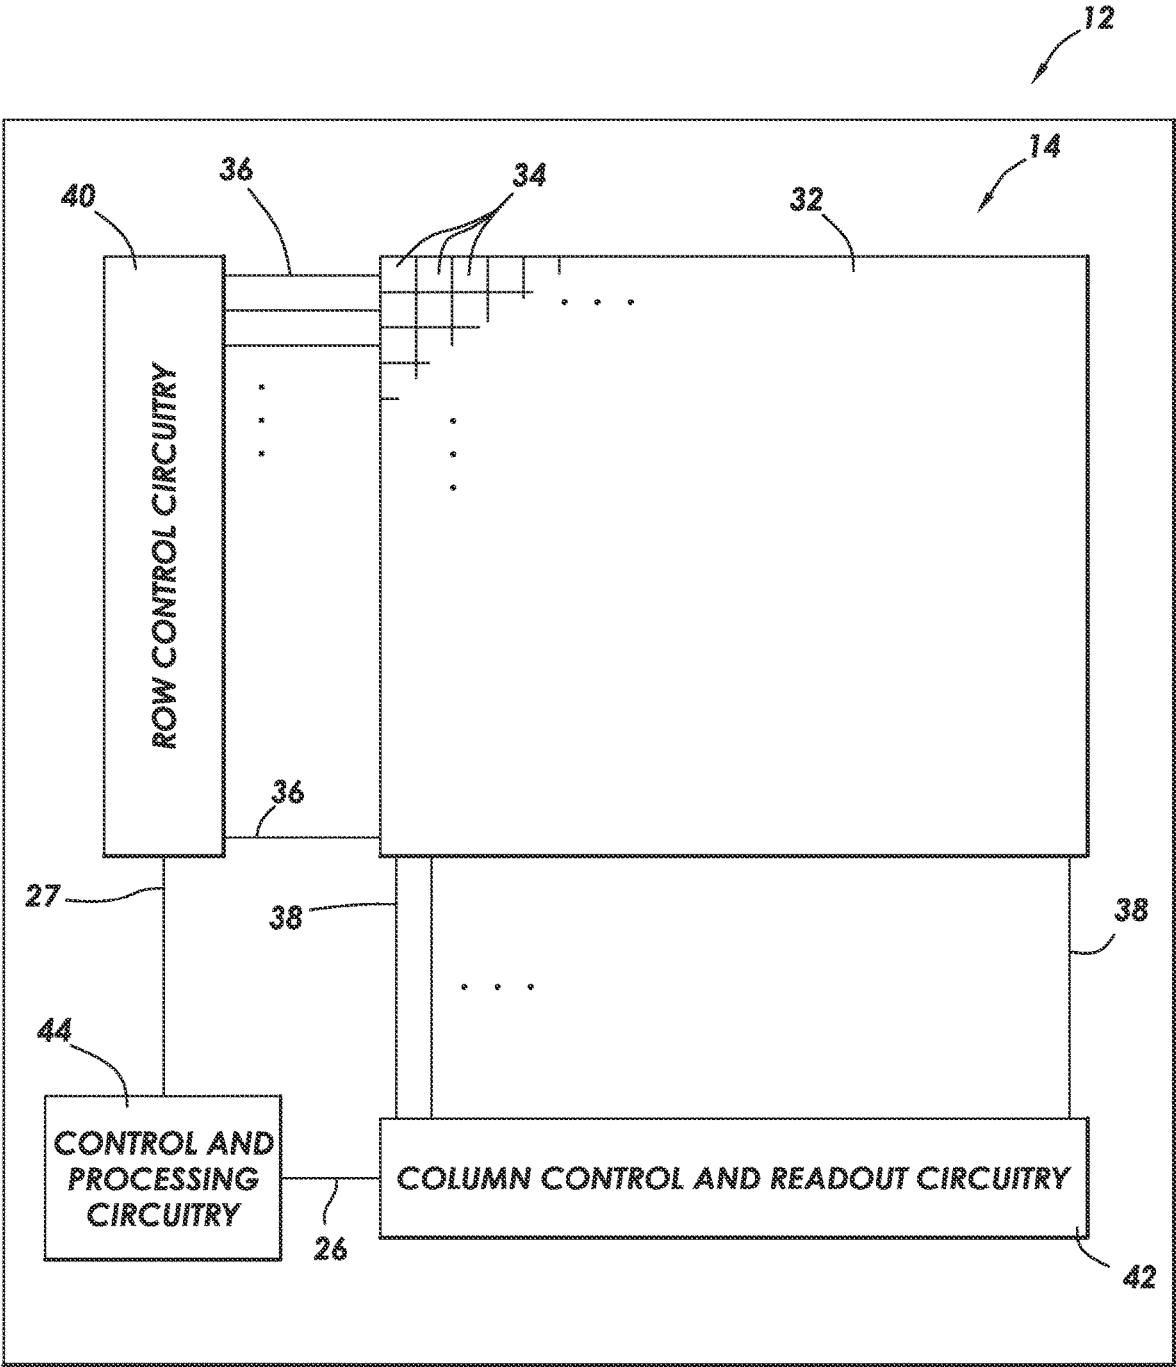 12
14
36
34
32
40
ROW CONTROL CIRCUITRY
36
27
38
38
44
CONTROL AND
PROCESSING
CIRCUITRY
COLUMN CONTROL AND READOUT CIRCUITRY
26
42